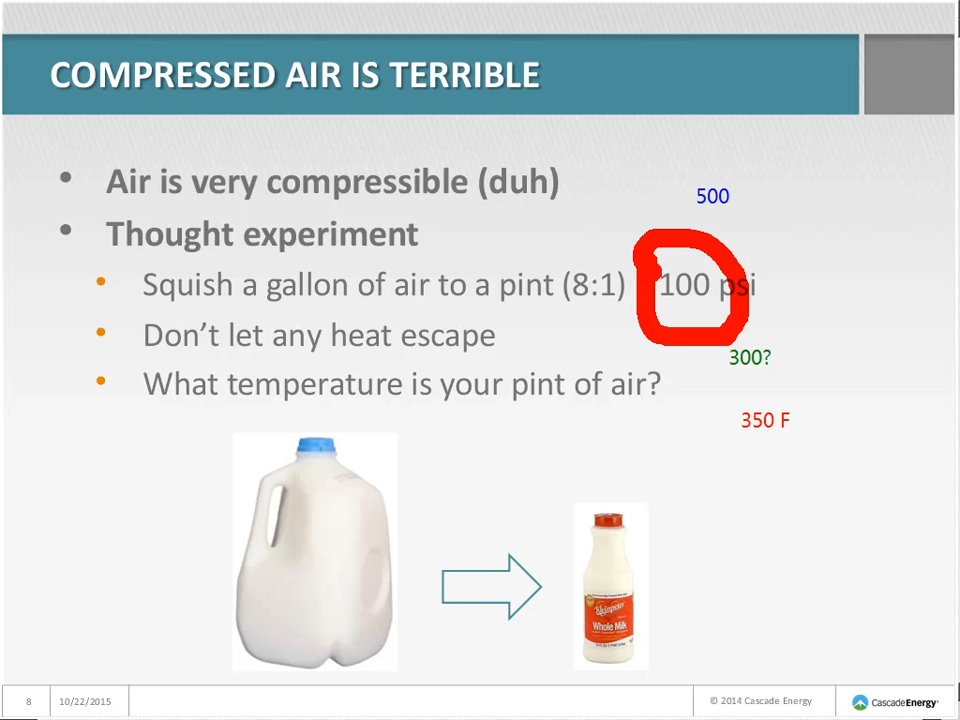 COMPRESSED AIR IS TERRIBLE
• Air is very compressible (duh)
500
• Thought experiment
• Squish a gallon of air to a pint (8:1) 100 psi
• Don’t let any heat escape
300?
• What temperature is your pint of air?
350 F
Whole Milk
8
10/22/2015
© 2014 Cascade Energy
CascadeEnergy